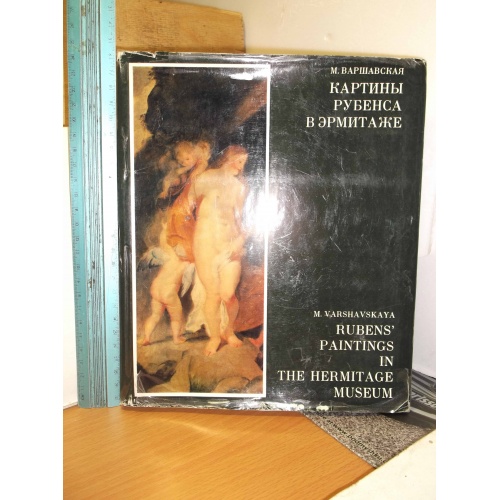 М. ВАРШАВСКАЯ
КАРТИНЫ
РУБЕНСА
В ЭРМИТАЖЕ
M. VARSHAVSKAYA
RUBENS'
PAINTINGS
IN
THE HERMITAGE
MUSEUM